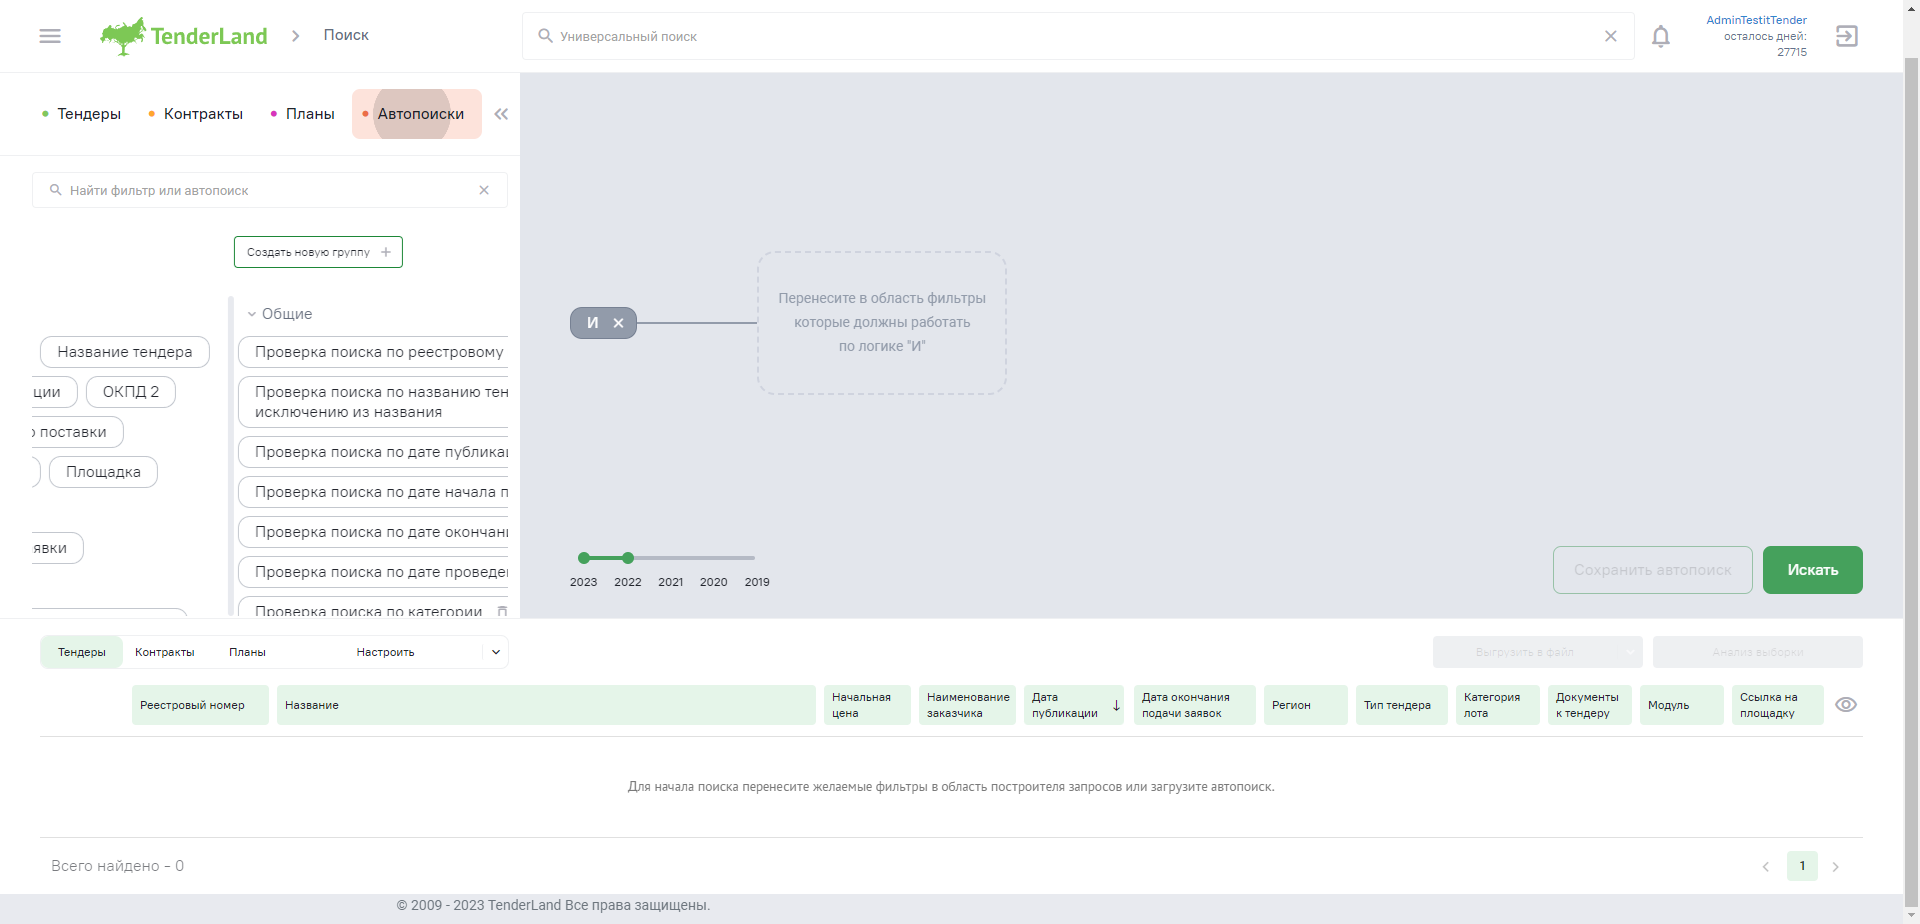 TenderLand
Поиск
Универсальный поиск
AdminTestitTender
осталось дней:
27715
Тендеры
Контракты
Планы
Автопоиски
Найти фильтр или автопоиск
Создать новую группу
Название тендера
ции
ОКПД 2
о поставки
Площадка
явки
Общие
Проверка поиска по реестровому
Проверка поиска по названию тен
исключению из названия
Проверка поиска по дате публикац
Проверка поиска по дате начала п
Проверка поиска по дате окончани
Проверка поиска по дате проведе
Проверка поиска по категории
И
Перенесите в область фильтры
которые должны работать
по логике "И"
2023 2022 2021 2020 2019
Сохранить автопоиск
Искать
Тендеры
Контракты
Планы
Настроить
Выгрузить в файл
Анализ выборки
Реестровый номер
Название
Начальная
цена
Наименование
заказчика
Дата
публикации
Дата окончания
подачи заявок
Регион
Тип тендера
Категория
лота
Документы
к тендеру
Модуль
Ссылка на
площадку
Для начала поиска перенесите желаемые фильтры в область построителя запросов или загрузите автопоиск.
Всего найдено - 0
1
© 2009 - 2023 TenderLand Все права защищены.